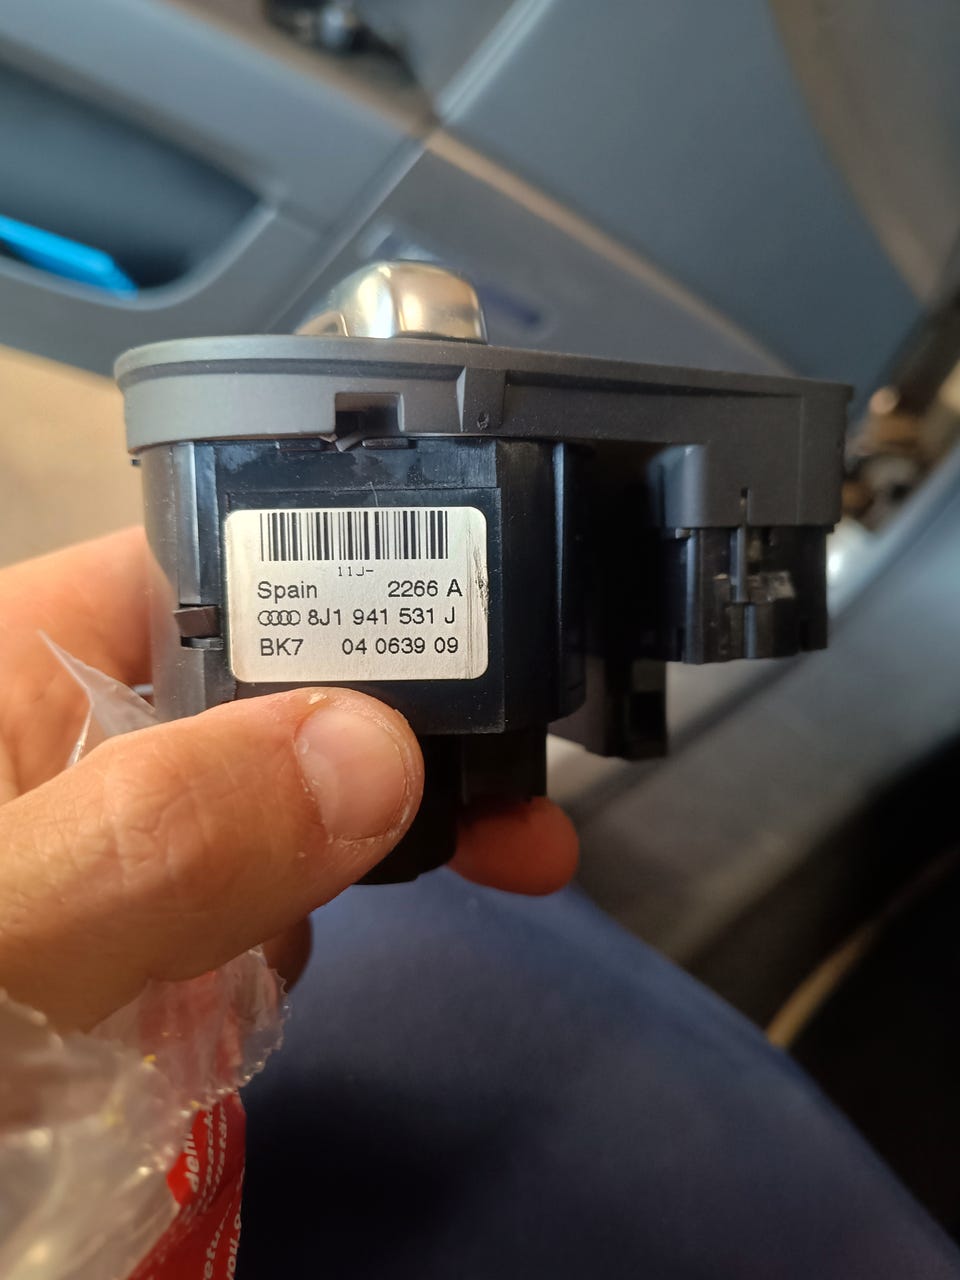 11J-
Spain 2266 A
8J1 941 531 J
BK7 04 0639 09